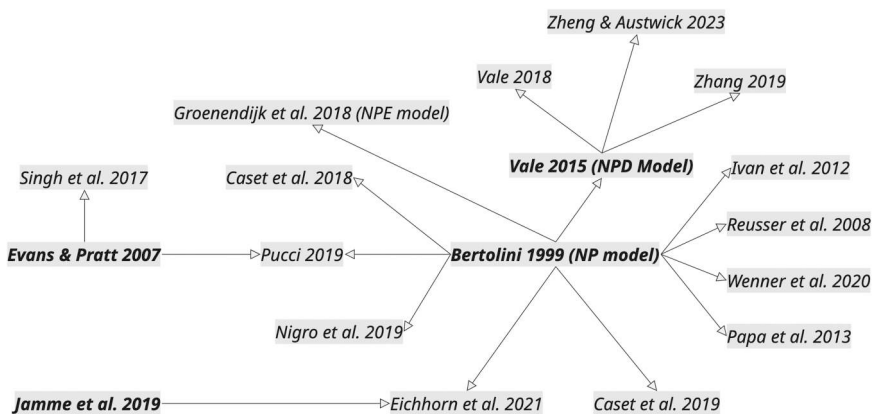 Zheng & Austwick 2023
Vale 2018
Zhang 2019
Groenendijk et al. 2018 (NPE model)
Vale 2015 (NPD Model)
Ivan et al. 2012
Singh et al. 2017
Caset et al. 2018
Reusser et al. 2008
Evans & Pratt 2007
Pucci 2019
Bertolini 1999 (NP model)
Wenner et al. 2020
Nigro et al. 2019
Papa et al. 2013
Jamme et al. 2019
Eichhorn et al. 2021
Caset et al. 2019